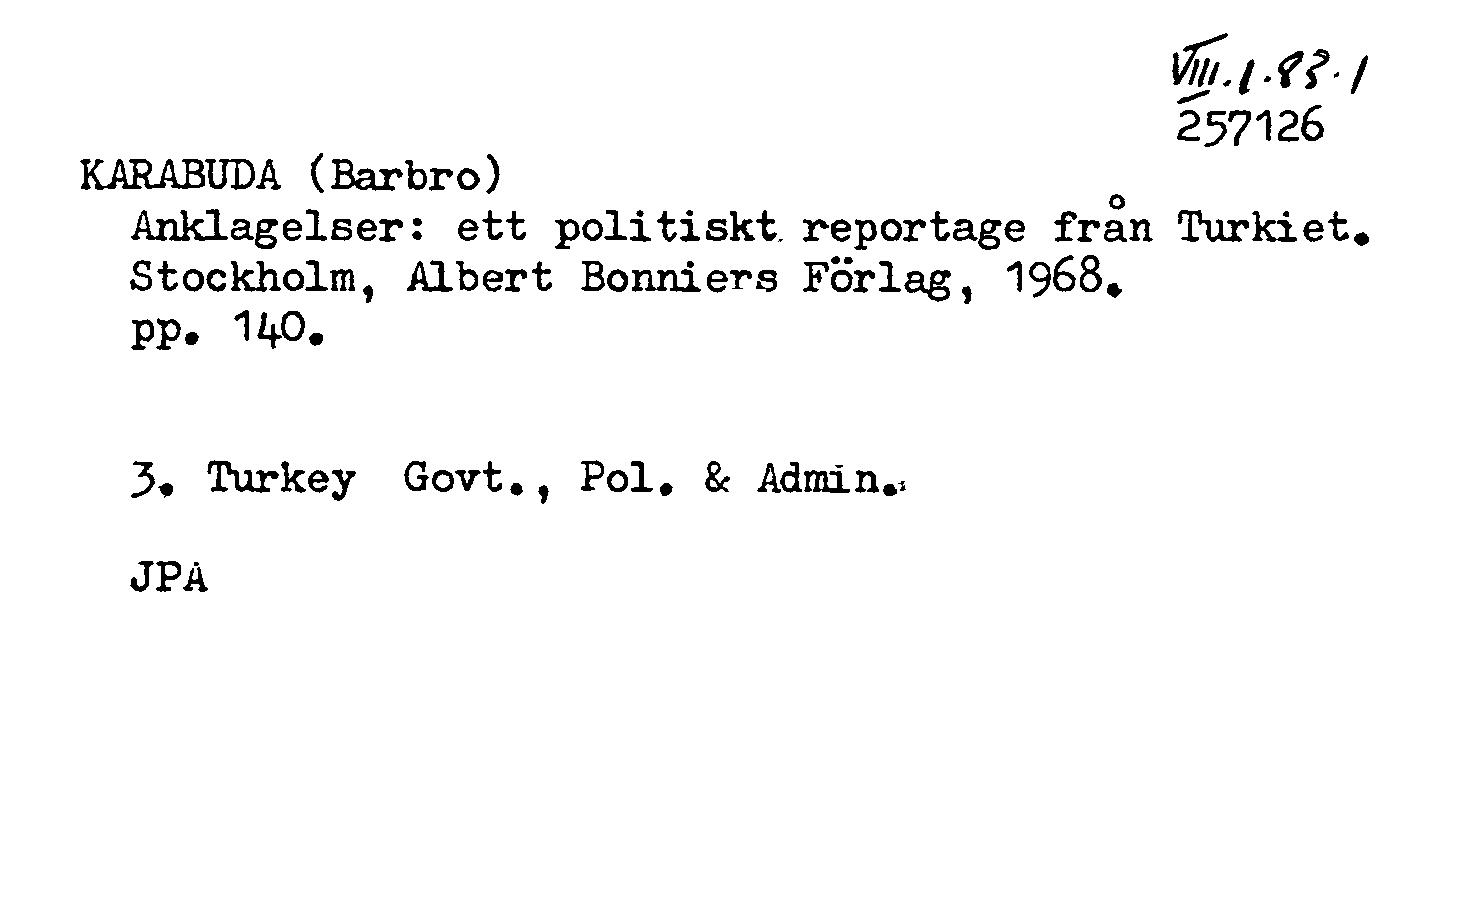 VIII.1.83.1
257126
KARABUDA (Barbro)
Anklagelser: ett politiskt reportage från Turkiet.
Stockholm, Albert Bonniers Förlag, 1968.
pp. 140.
3. Turkey Govt., Pol. & Admin.
JPA